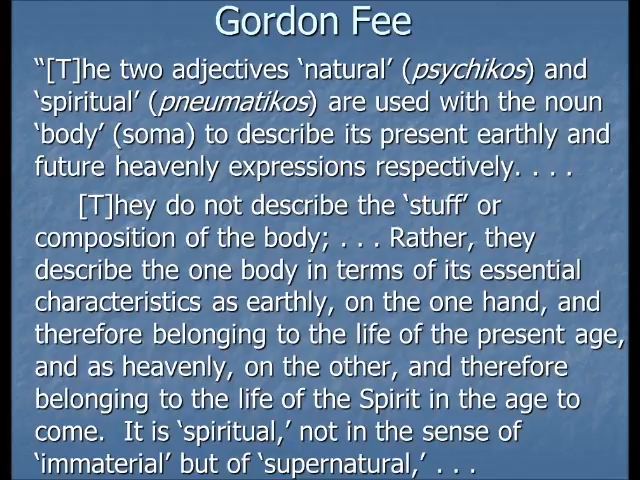 Gordon Fee
“[T]he two adjectives ‘natural’ (psychikos) and
‘spiritual’ (pneumatikos) are used with the noun
‘body’ (soma) to describe its present earthly and
future heavenly expressions respectively. . . .
[T]hey do not describe the ‘stuff’ or
composition of the body; . . . Rather, they
describe the one body in terms of its essential
characteristics as earthly, on the one hand, and
therefore belonging to the life of the present age,
and as heavenly, on the other, and therefore
belonging to the life of the Spirit in the age to
come. It is ‘spiritual,’ not in the sense of
‘immaterial’ but of ‘supernatural,’ . . .